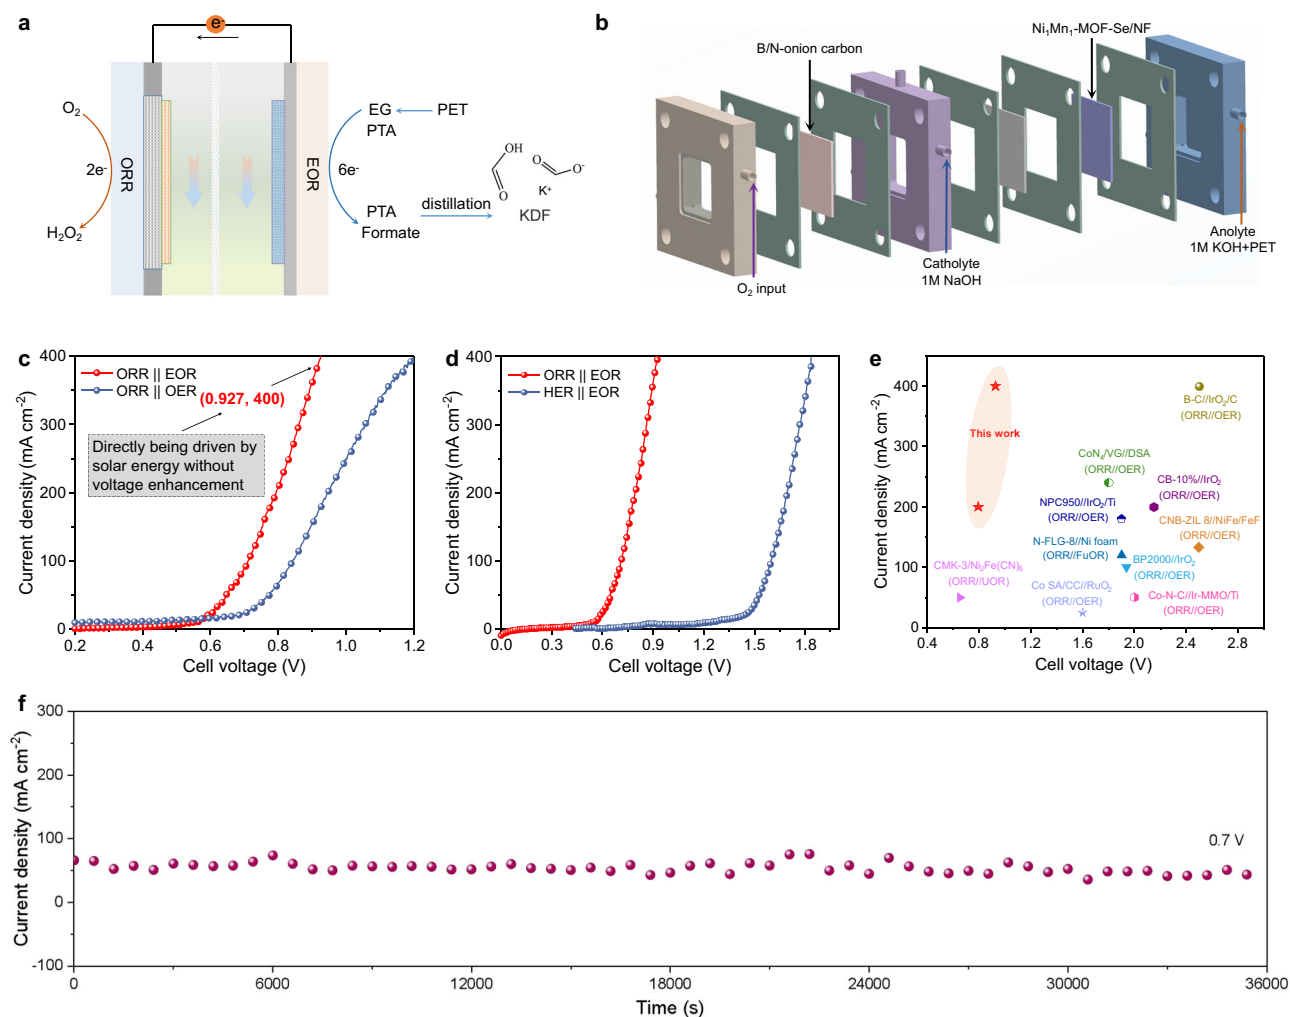 a
e-
O2
2e-
H2O2
ORR
EOR
EG
PET
PTA
6e-
PTA
Formate
distillation
OH
O
O
O-
K+
KDF
b
B/N-onion carbon
Ni1Mn1-MOF-Se/NF
O2 input
Catholyte
1M NaOH
Anolyte
1M KOH+PET
c
Current density (mA cm-2)
400
300
200
100
0
ORR || EOR
ORR || OER
(0.927, 400)
Directly being driven by
solar energy without
voltage enhancement
0.2 0.4 0.6 0.8 1.0 1.2
Cell voltage (V)
d
Current density (mA cm-2)
400
300
200
100
0
ORR || EOR
HER || EOR
0.0 0.3 0.6 0.9 1.2 1.5 1.8
Cell voltage (V)
e
Current density (mA cm-2)
400
300
200
100
0
This work
B-C//IrO2/C
(ORR//OER)
CoN4/VG//DSA
(ORR//OER)
CB-10%//IrO2
(ORR//OER)
NPC950//IrO2/Ti
(ORR//OER)
CNB-ZIL 8//NiFe/FeF
(ORR//OER)
N-FLG-8//Ni foam
(ORR//FuOR)
BP2000//IrO2
(ORR//OER)
CMK-3/Ni2Fe(CN)6
(ORR//UOR)
Co SA/CC//RuO2
(ORR//OER)
Co-N-C//Ir-MMO/Ti
(ORR//OER)
0.4 0.8 1.2 1.6 2.0 2.4 2.8
Cell voltage (V)
f
Current density (mA cm-2)
300
200
100
0
-100
0.7 V
0 6000 12000 18000 24000 30000 36000
Time (s)